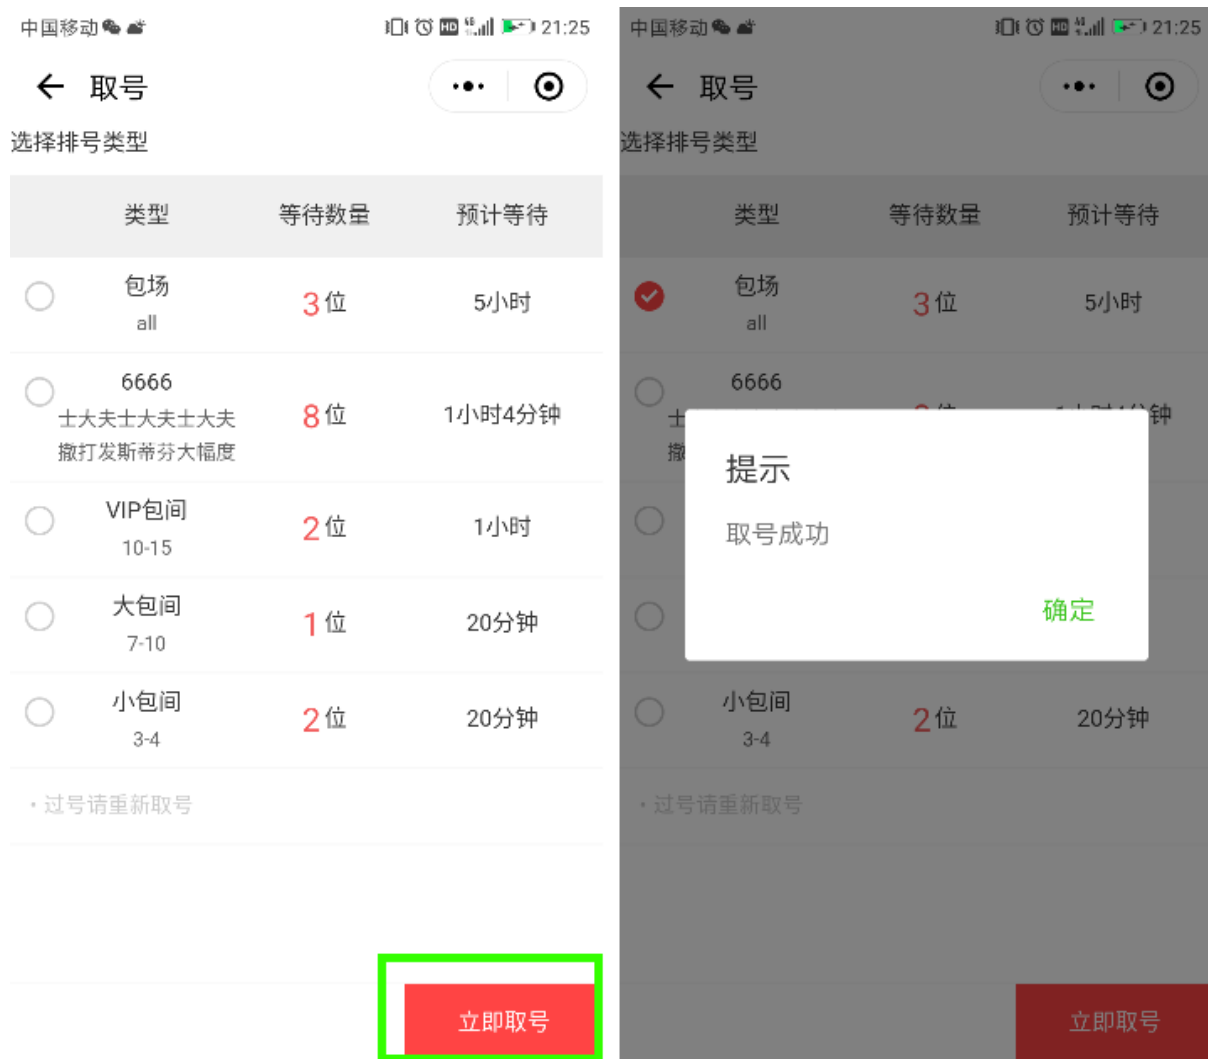 中国移动
HD
46
21:25
取号
选择排号类型
类型 等待数量 预计等待
包场
all
3位
5小时
6666
士大夫士大夫士大夫
撤打发斯蒂芬大幅度
8位
1小时4分钟
VIP包间
10-15
2位
1小时
大包间
7-10
1位
20分钟
小包间
3-4
2位
20分钟
·过号请重新取号
立即取号
中国移动
HD
46
21:25
取号
选择排号类型
类型 等待数量 预计等待
包场
all
3位
5小时
6666
士
撤
钟
提示
取号成功
确定
小包间
3-4
2位
20分钟
·过号请重新取号
立即取号